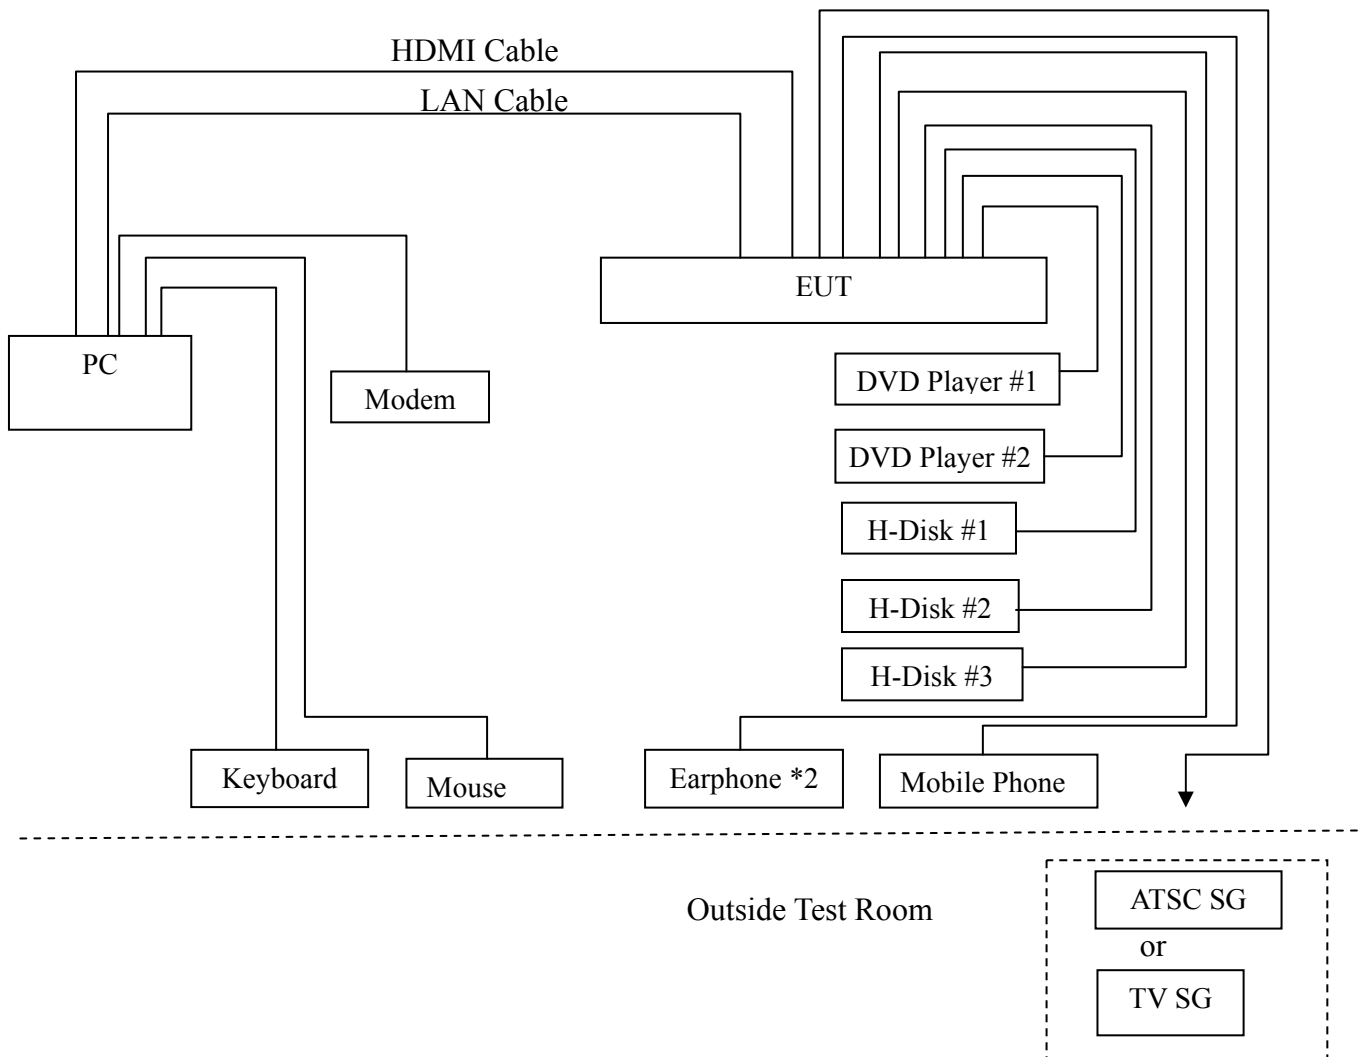 HDMI Cable
LAN Cable
EUT
PC
Modem
DVD Player #1
DVD Player #2
H-Disk #1
H-Disk #2
H-Disk #3
Keyboard
Mouse
Earphone *2
Mobile Phone
Outside Test Room
ATSC SG
or
TV SG